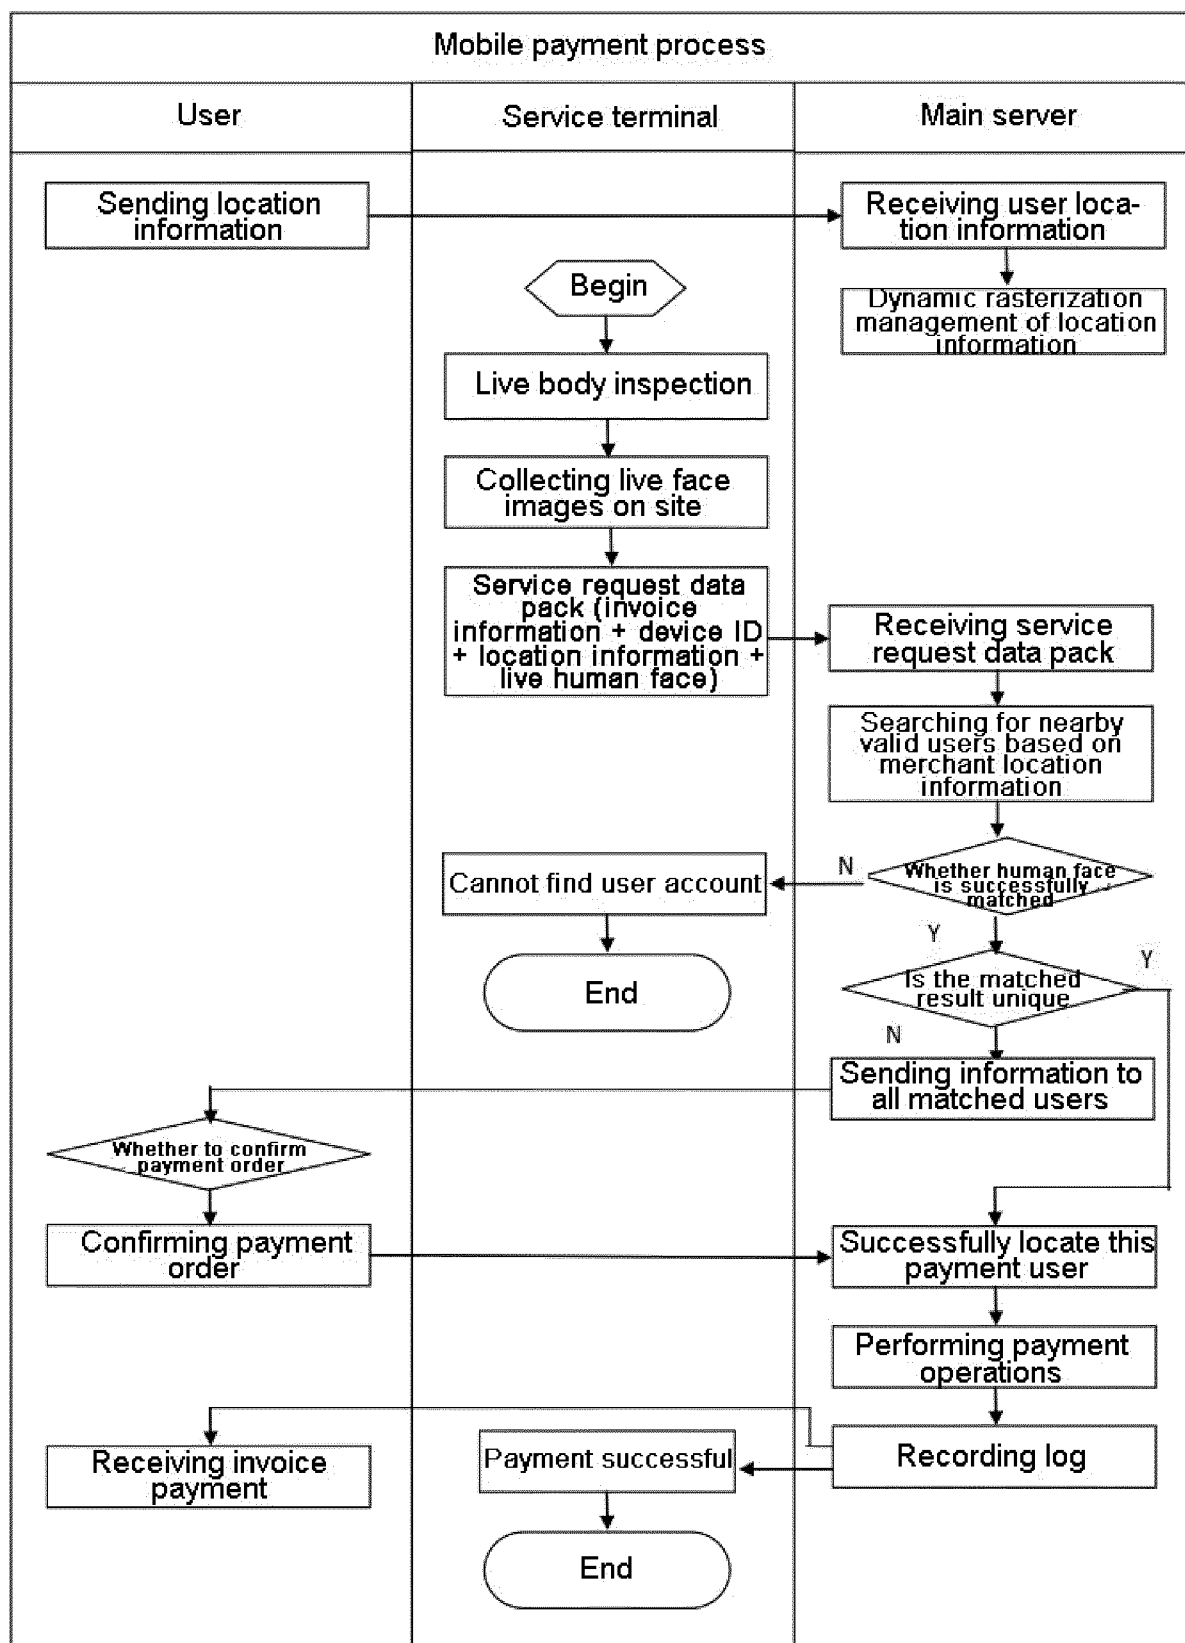 Mobile payment process
User
Service terminal
Main server
Sending location
information
Receiving user loca-
tion information
Begin
Dynamic rasterization
management of location
information
Live body inspection
Collecting live face
images on site
Service request data
pack (invoice
information + device ID
+ location information +
live human face)
Receiving service
request data pack
Searching for nearby
valid users based on
merchant location
information
Whether human face
is successfully
matched
N
Cannot find user account
Y
End
Is the matched
result unique
Y
N
Sending information to
all matched users
Whether to confirm
payment order
Confirming payment
order
Successfully locate this
payment user
Performing payment
operations
Recording log
Payment successful
Receiving invoice
payment
End